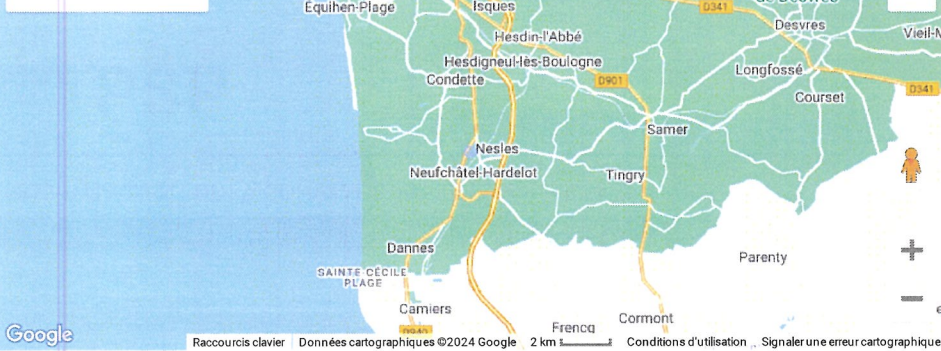 Équihen-Plage
Isques
D341
Desvres
Hesdin-l'Abbé
Vieil-M
Hesdigneul-lès-Boulogne
Longfossé
Condette
D901
D341
Courset
Samer
Nesles
Neufchâtel-Hardelot
Tingry
Dannes
Parenty
SAINTE-CÉCILE
PLAGE
Camiers
Cormont
Frencq
D940
Google
Raccourcis clavier Données cartographiques ©2024 Google 2 km Conditions d'utilisation Signaler une erreur cartographique